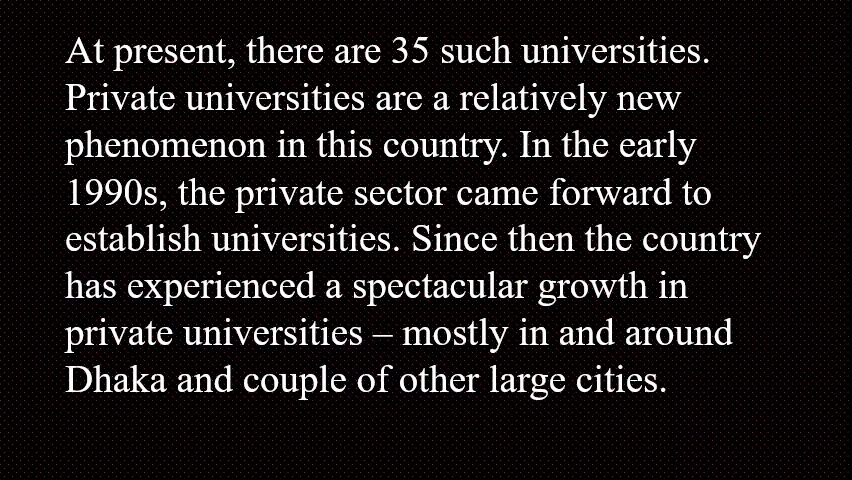 At present, there are 35 such universities.
Private universities are a relatively new
phenomenon in this country. In the early
1990s, the private sector came forward to
establish universities. Since then the country
has experienced a spectacular growth in
private universities – mostly in and around
Dhaka and couple of other large cities.